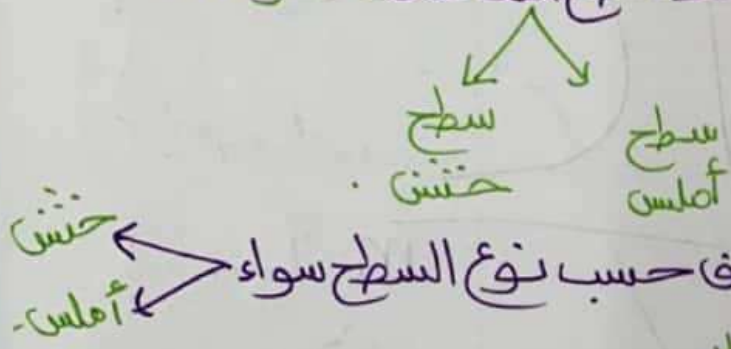 سطح أملس
سطح خشن .
حسب نوع السطح سواء
خشن
أملس -